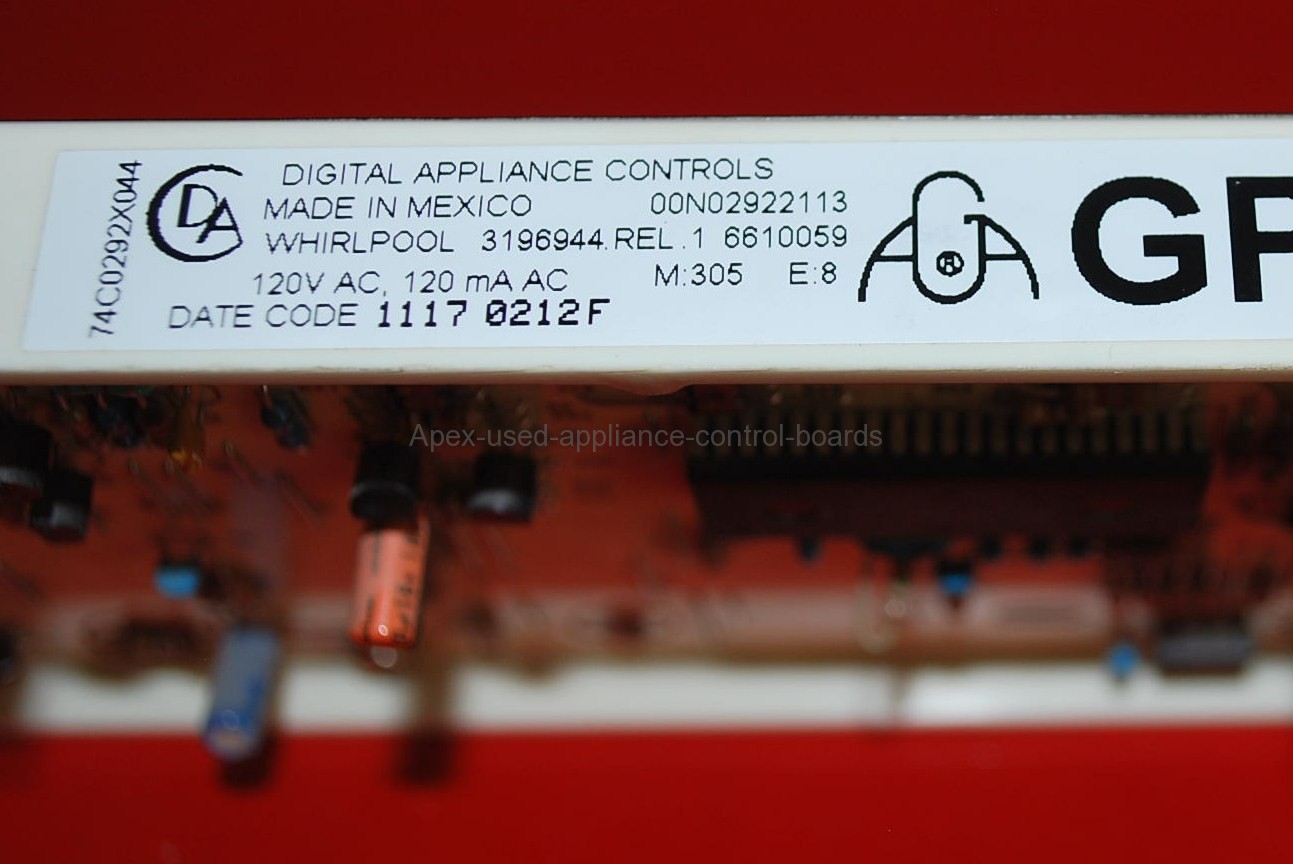 74C0292X044
CDA
DIGITAL APPLIANCE CONTROLS
MADE IN MEXICO 00N02922113
WHIRLPOOL 3196944.REL.1 6610059
120V AC, 120 mA AC M:305 E:8
DATE CODE 1117 0212F
®
GP
Apex-used-appliance-control-boards